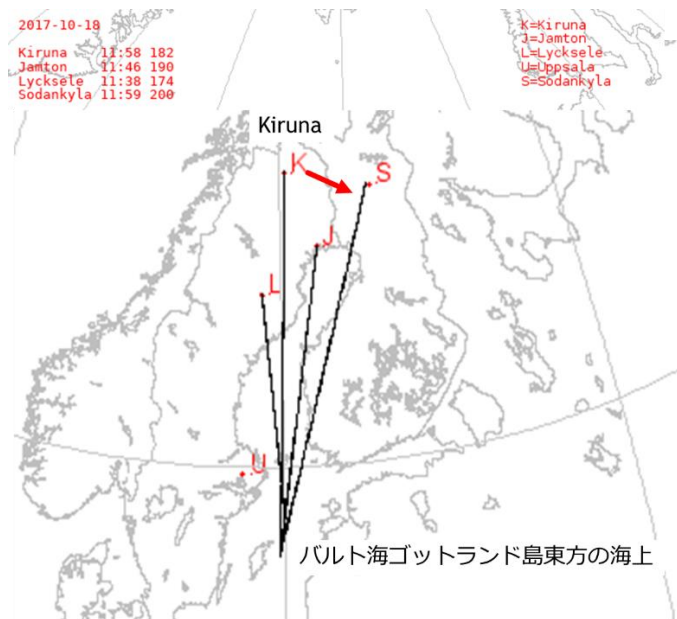 2017-10-18
Kiruna 11:58 182
Jamton 11:46 190
Lycksele 11:38 174
Sodankyla 11:59 200
K=Kiruna
J=Jamton
L=Lycksele
U=Uppsala
S=Sodankyla
Kiruna
K
S
J
L
U
バルト海ゴットランド島東方の海上